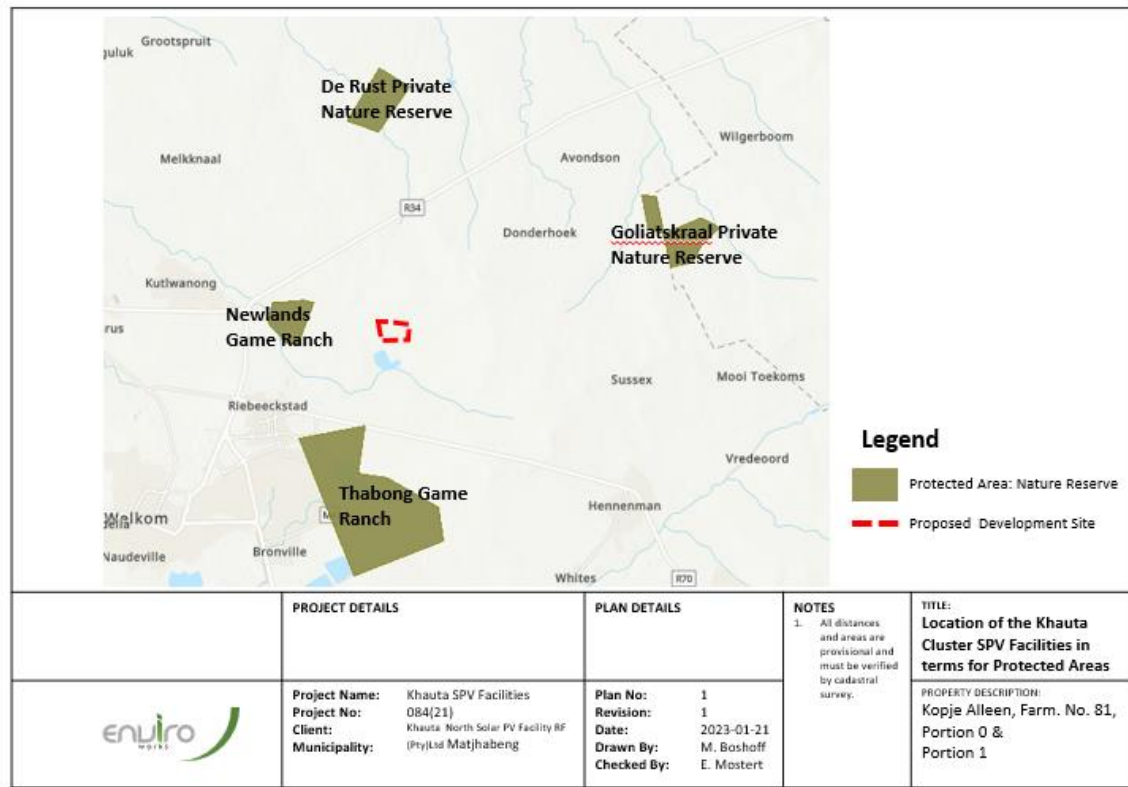 Grootspruit
guluk
De Rust Private
Nature Reserve
Wilgerboom
Melkknaal
Avondson
R34
Donderhoek
Goliatskraal Private
Nature Reserve
Kutlwanong
Newlands
Game Ranch
rus
Sussex
Mooi Toekoms
Riebeeckstad
Legend
Vredeoord
Protected Area: Nature Reserve
Thabong Game
Ranch
Hennenman
Welkom
M
Proposed Development Site
Bronville
Naudeville
Whites
R70
PROJECT DETAILS
Project Name: Khauta SPV Facilities
Project No: 084(21)
Client: Khauta North Solar PV Facility RF
Municipality: (Pty)Ltd Matjhabeng
PLAN DETAILS
Plan No: 1
Revision: 1
Date: 2023-01-21
Drawn By: M. Boshoff
Checked By: E. Mostert
NOTES
1. All distances
and areas are
provisional and
must be verified
by cadastral
survey.
TITLE:
Location of the Khauta
Cluster SPV Facilities in
terms for Protected Areas
PROPERTY DESCRIPTION:
Kopje Alleen, Farm. No. 81,
Portion 0 &
Portion 1
enviro
works